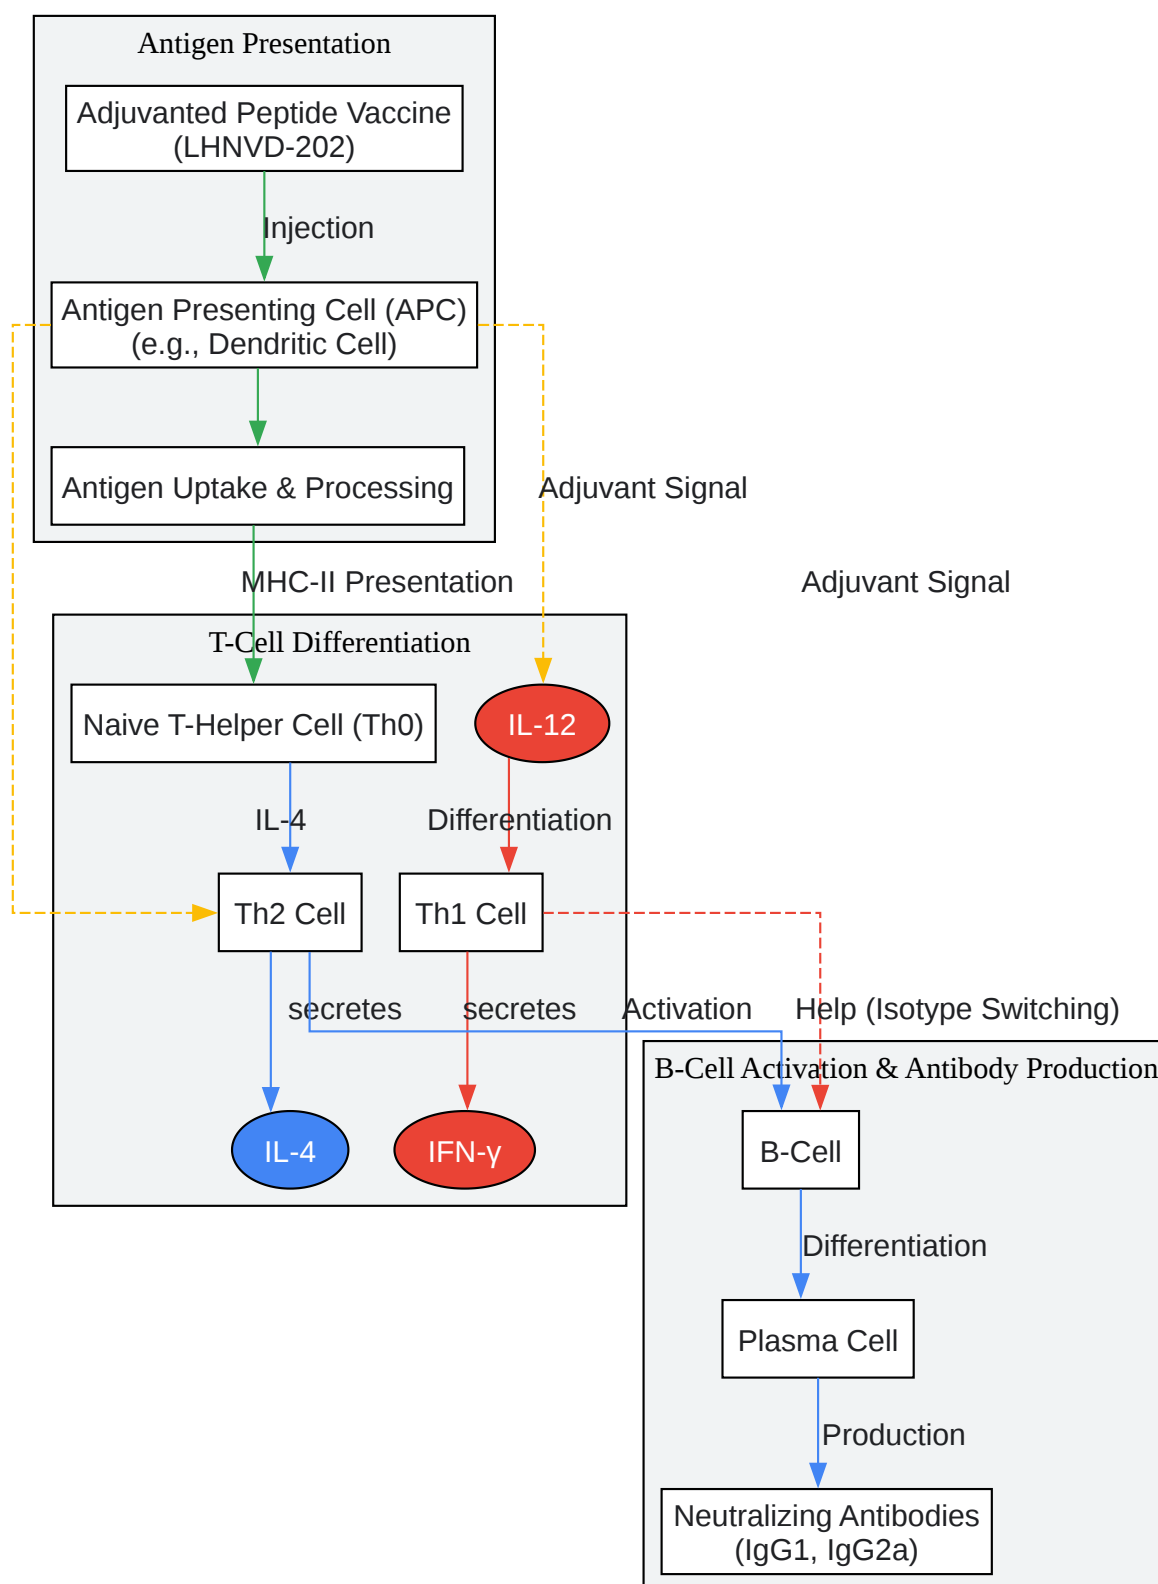 Antigen Presentation
Adjuvanted Peptide Vaccine
(LHNVD-202)
Injection
Antigen Presenting Cell (APC)
(e.g., Dendritic Cell)
Antigen Uptake & Processing
Adjuvant Signal
MHC-II Presentation
Adjuvant Signal
T-Cell Differentiation
Naive T-Helper Cell (Th0)
IL-12
IL-4
Differentiation
Th2 Cell
Th1 Cell
secretes
secretes
Activation
Help (Isotype Switching)
B-Cell Activation & Antibody Production
IL-4
IFN-γ
B-Cell
Differentiation
Plasma Cell
Production
Neutralizing Antibodies
(IgG1, IgG2a)